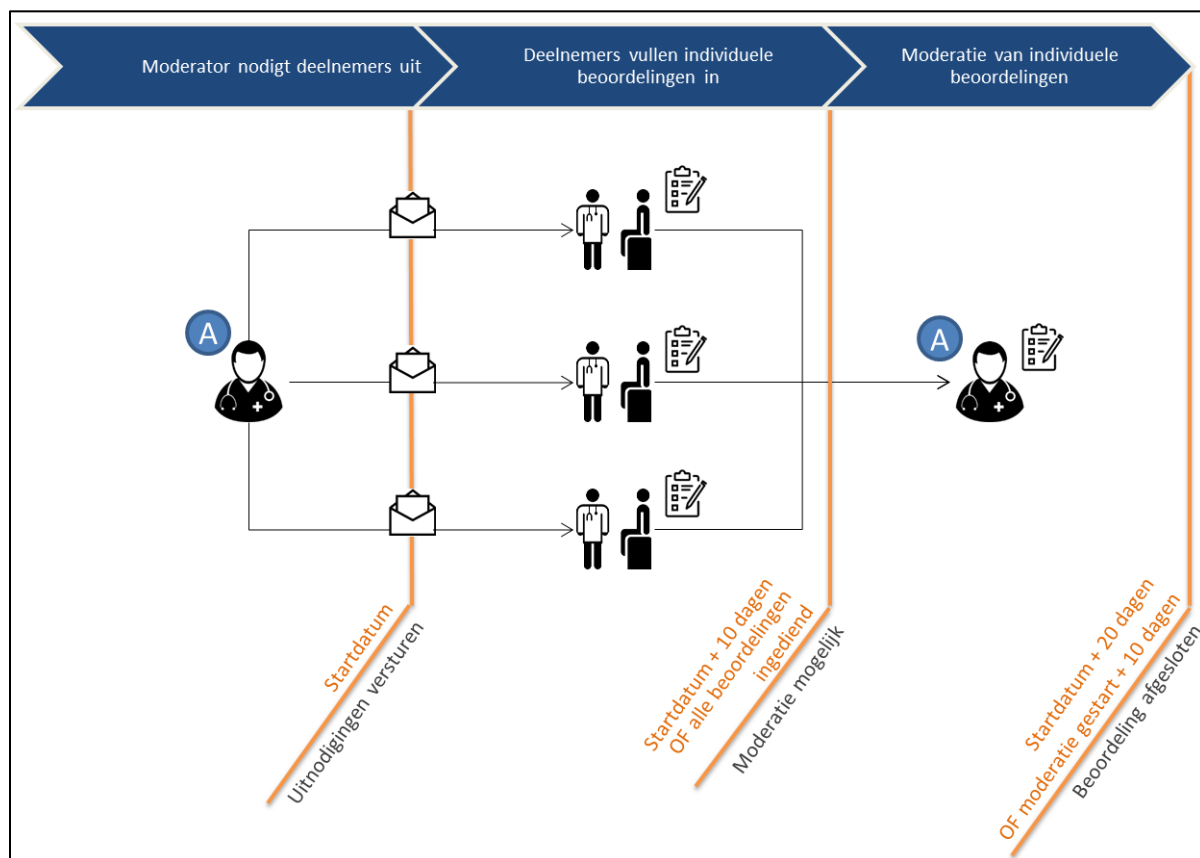 Moderator nodigt deelnemers uit
Deelnemers vullen individuele
beoordelingen in
Moderatie van individuele
beoordelingen
A
A
Startdatum
Uitnodigingen versturen
Startdatum + 10 dagen
OF alle beoordelingen
ingediend
Moderatie mogelijk
Startdatum + 20 dagen
OF moderatie gestart + 10 dagen
Beoordeling afgesloten